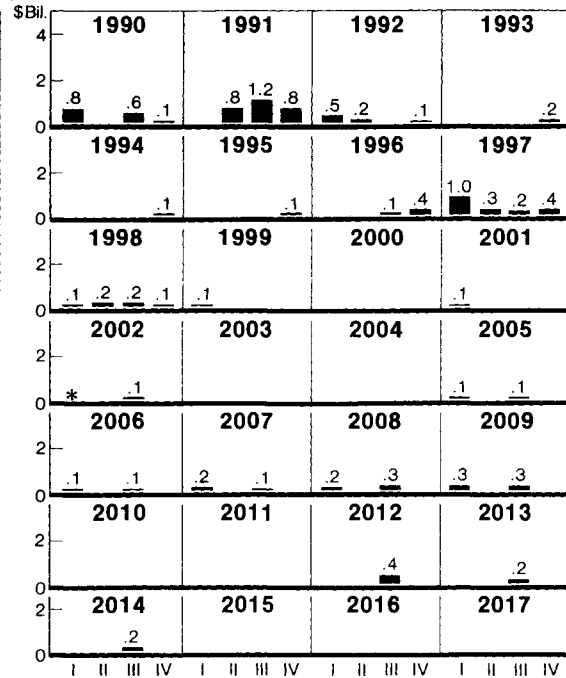 $Bil.
4 1990 1991 1992 1993
2
.8 .6 .1 .8 1.2 .8 .5 .2 .1 .2
0
1994 1995 1996 1997
2
.1 .1 .1 .4 1.0 .3 .2 .4
0
1998 1999 2000 2001
2
.1 .2 .2 .1 .1 .1
0
2002 2003 2004 2005
2
* .1 .1 .1
0
2006 2007 2008 2009
2
.1 .1 .2 .1 .2 .3 .3 .3
0
2010 2011 2012 2013
2
.4 .2
0
2014 2015 2016 2017
2
.2
0
I II III IV I II III IV I II III IV I II III IV